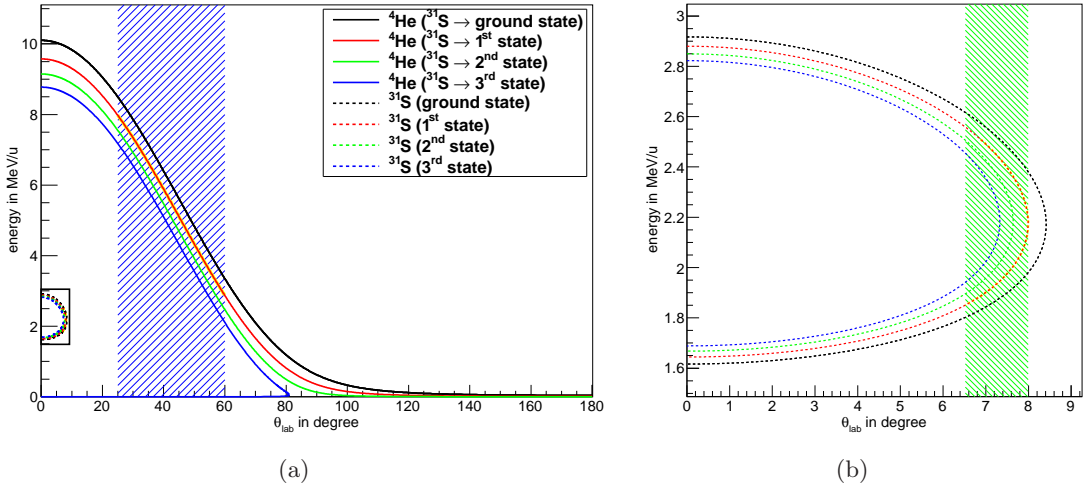 energy in MeV/u
10
8
6
4
2
0
0 20 40 60 80 100 120 140 160 180
θlab in degree
⁴He (³¹S → ground state)
⁴He (³¹S → 1st state)
⁴He (³¹S → 2nd state)
⁴He (³¹S → 3rd state)
³¹S (ground state)
³¹S (1st state)
³¹S (2nd state)
³¹S (3rd state)
(a)
energy in MeV/u
3
2.8
2.6
2.4
2.2
2
1.8
1.6
0 1 2 3 4 5 6 7 8 9
θlab in degree
(b)